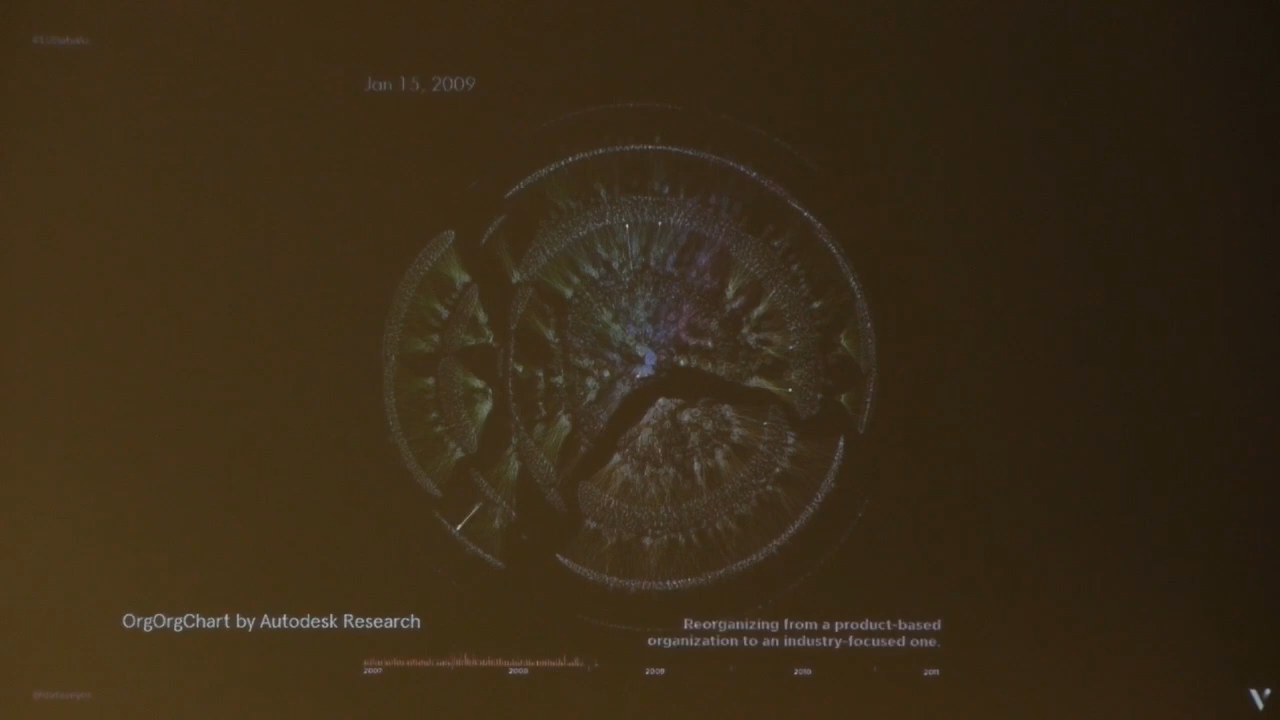 Jan 15, 2009
OrgOrgChart by Autodesk Research
Reorganizing from a product-based
organization to an industry-focused one.
2007 2008 2009 2010 2011